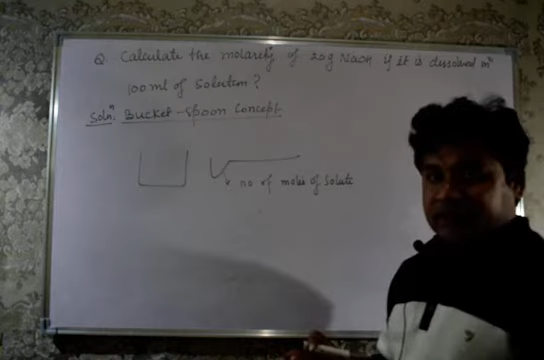 Q. Calculate the molarity of 20g NaOH if it is dissolved in
100 ml of Solution?
Soln. Bucket-spoon Concept
no of moles of Solute